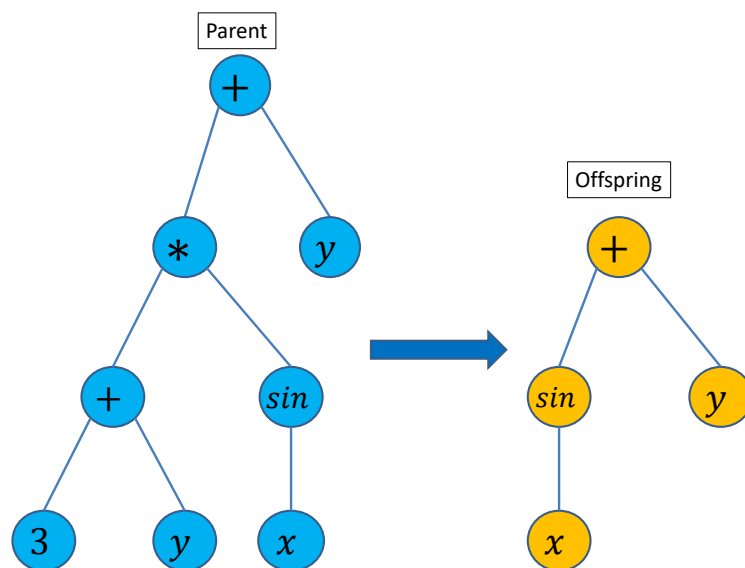 Parent
+
Offspring
* y +
+ sin sin y
3 y x x